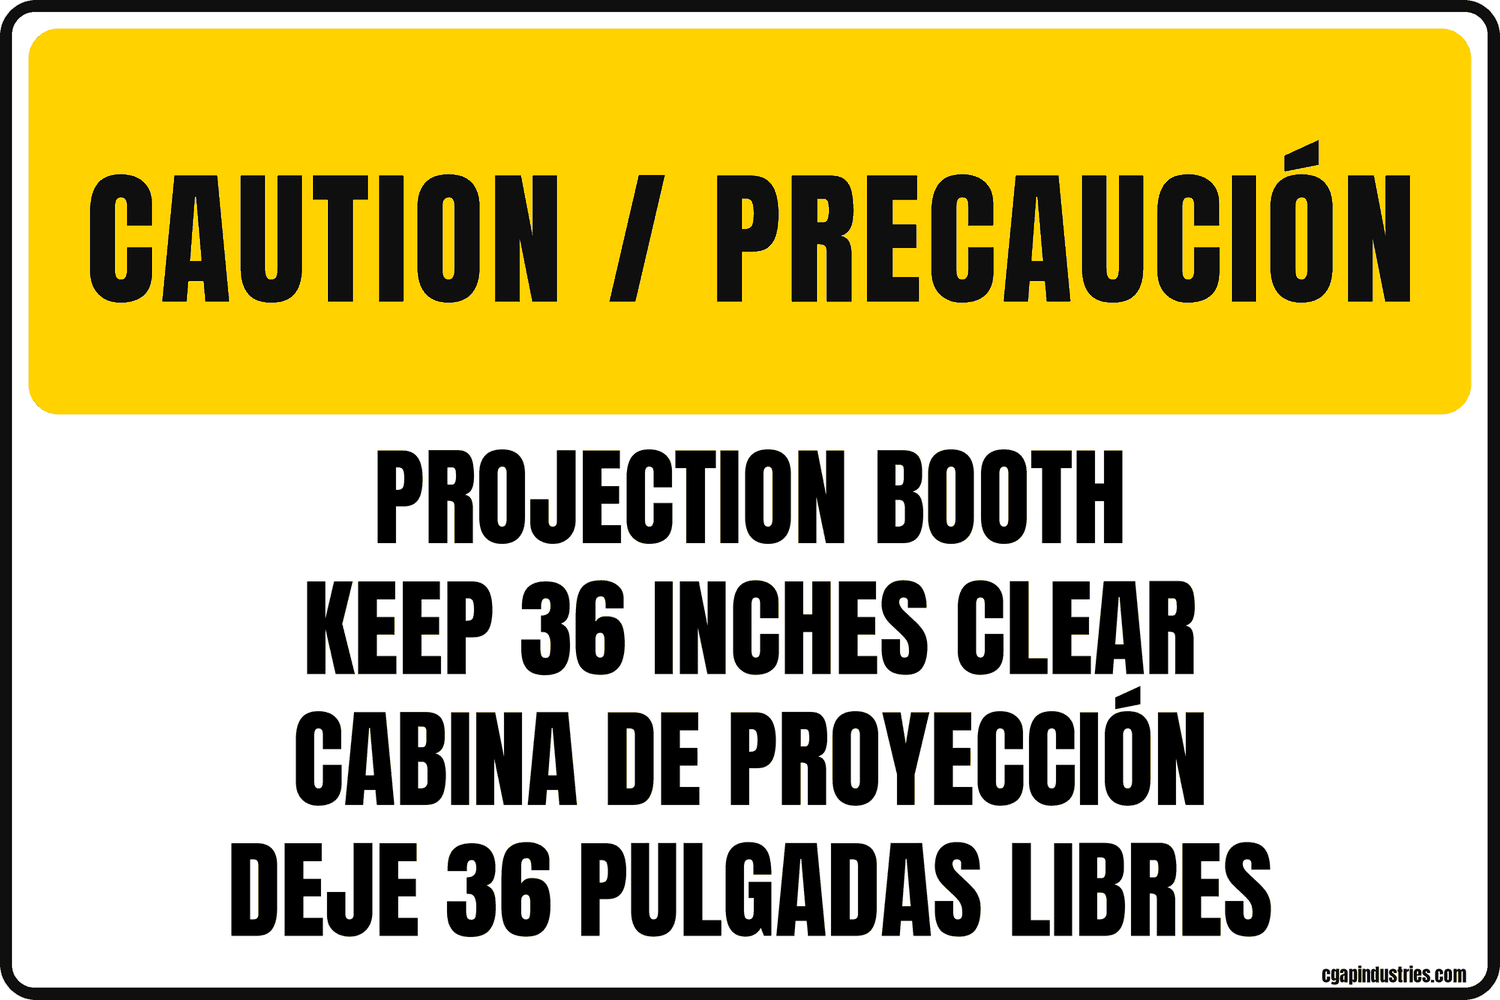 CAUTION / PRECAUCIÓN
PROJECTION BOOTH
KEEP 36 INCHES CLEAR
CABINA DE PROYECCIÓN
DEJE 36 PULGADAS LIBRES
cgapindustries.com